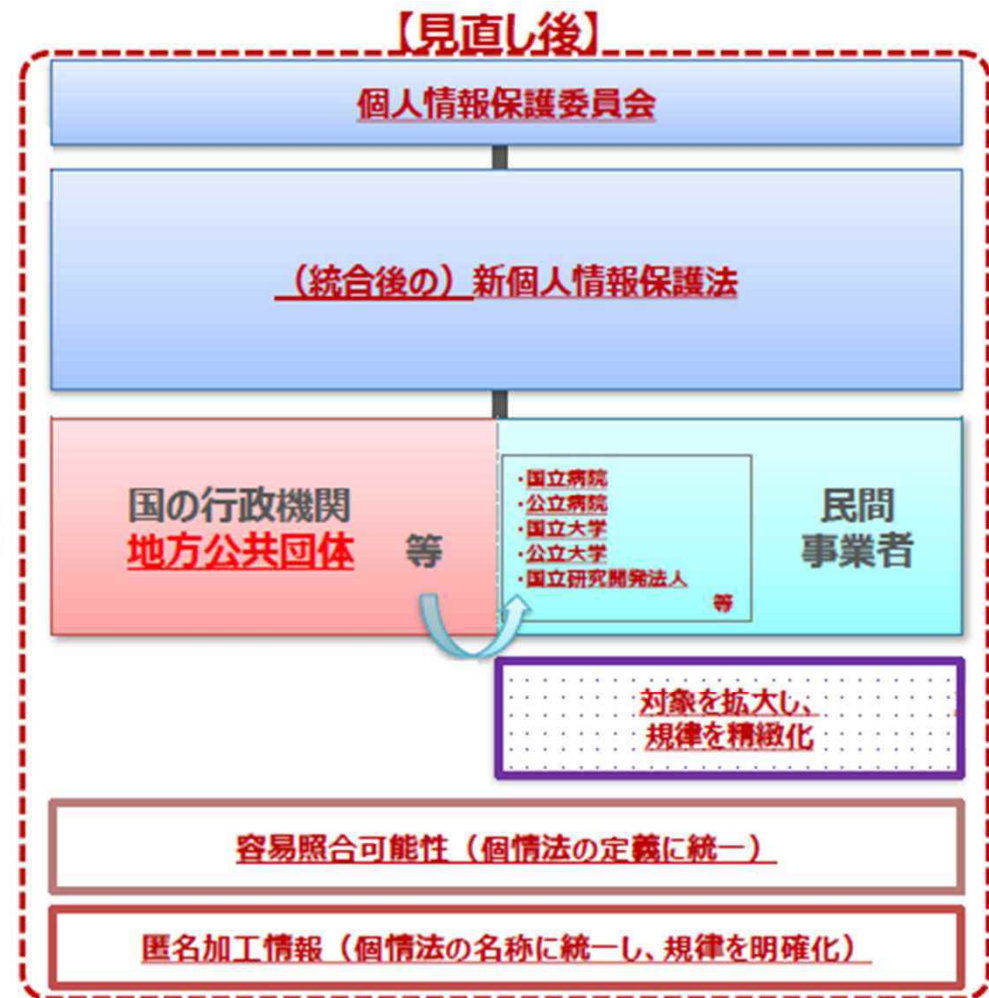 【見直し後】
個人情報保護委員会
（統合後の）新個人情報保護法
国の行政機関
地方公共団体 等
・国立病院
・公立病院
・国立大学
・公立大学
・国立研究開発法人
等
民間
事業者
対象を拡大し、
規律を精緻化
容易照合可能性（個情法の定義に統一）
匿名加工情報（個情法の名称に統一し、規律を明確化）